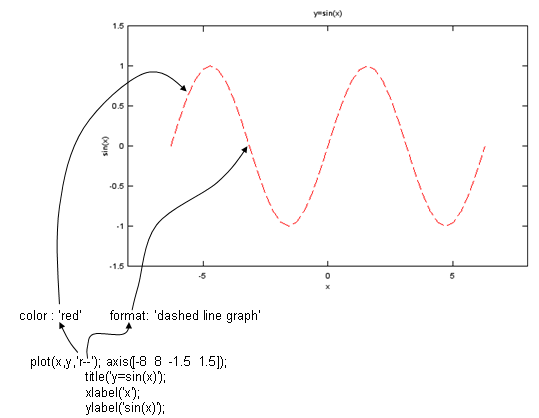 y=sin(x)
1.5
1
0.5
0
-0.5
-1
-1.5
sin(x)
-5
0
5
x
color : 'red'
format: 'dashed line graph'
plot(x,y,'r--'); axis([-8 8 -1.5 1.5]);
title('y=sin(x)');
xlabel('x');
ylabel('sin(x)');